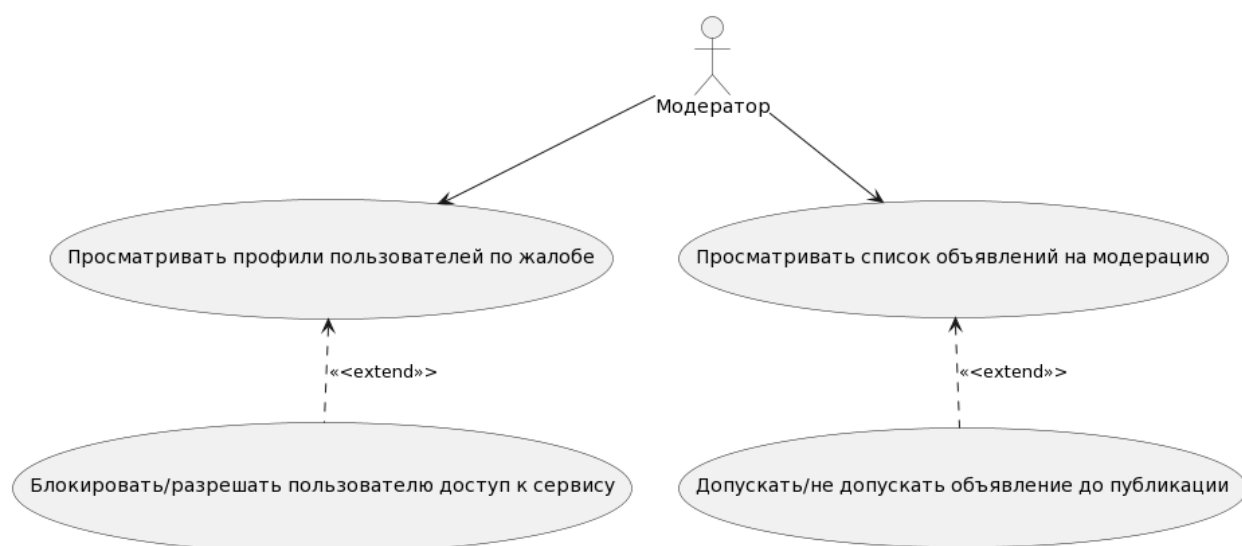 Модератор
Просматривать профили пользователей по жалобе
Просматривать список объявлений на модерацию
«<extend»>
«<extend»>
Блокировать/разрешать пользователю доступ к сервису
Допускать/не допускать объявление до публикации